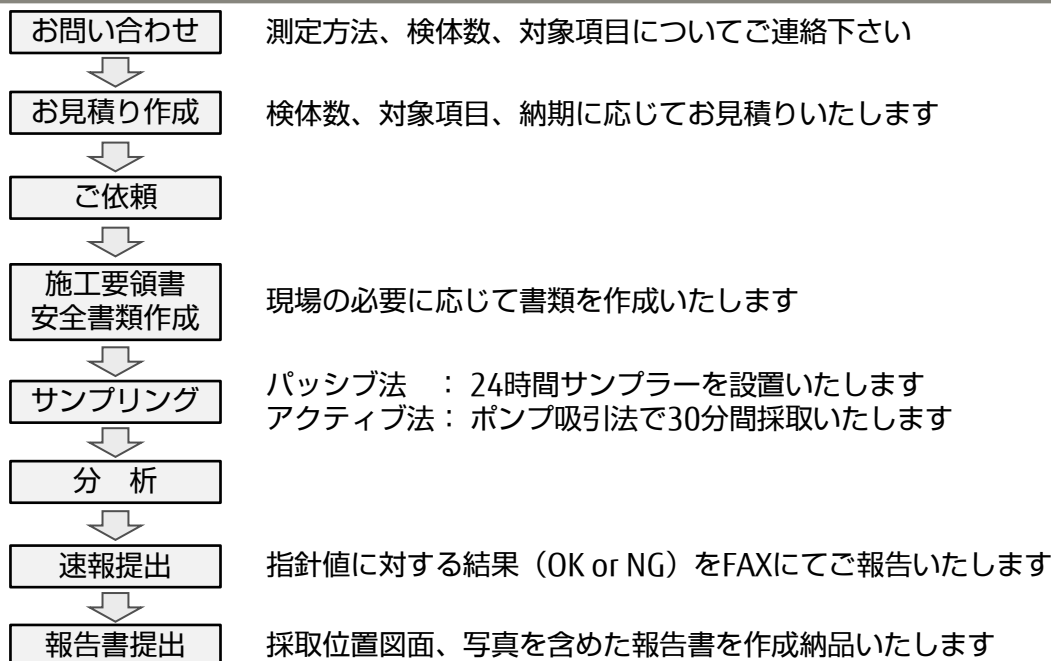 お問い合わせ
測定方法、検体数、対象項目についてご連絡下さい
お見積り作成
検体数、対象項目、納期に応じてお見積りいたします
ご依頼
施工要領書
安全書類作成
現場の必要に応じて書類を作成いたします
サンプリング
パッシブ法　： 24時間サンプラーを設置いたします
アクティブ法： ポンプ吸引法で30分間採取いたします
分　析
速報提出
指針値に対する結果（OK or NG）をFAXにてご報告いたします
報告書提出
採取位置図面、写真を含めた報告書を作成納品いたします